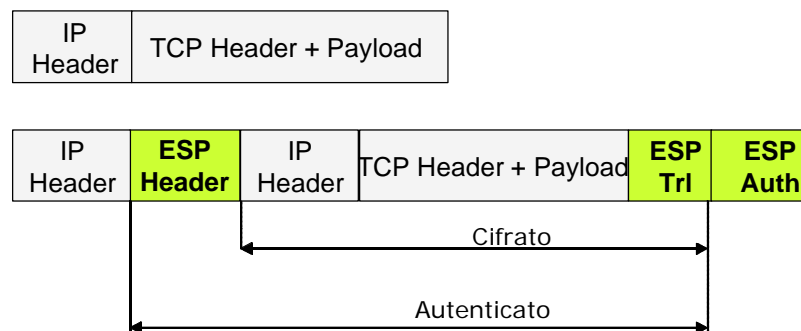 IP
Header
TCP Header + Payload
IP
Header
ESP
Header
IP
Header
TCP Header + Payload
ESP
Trl
ESP
Auth
Cifrato
Autenticato